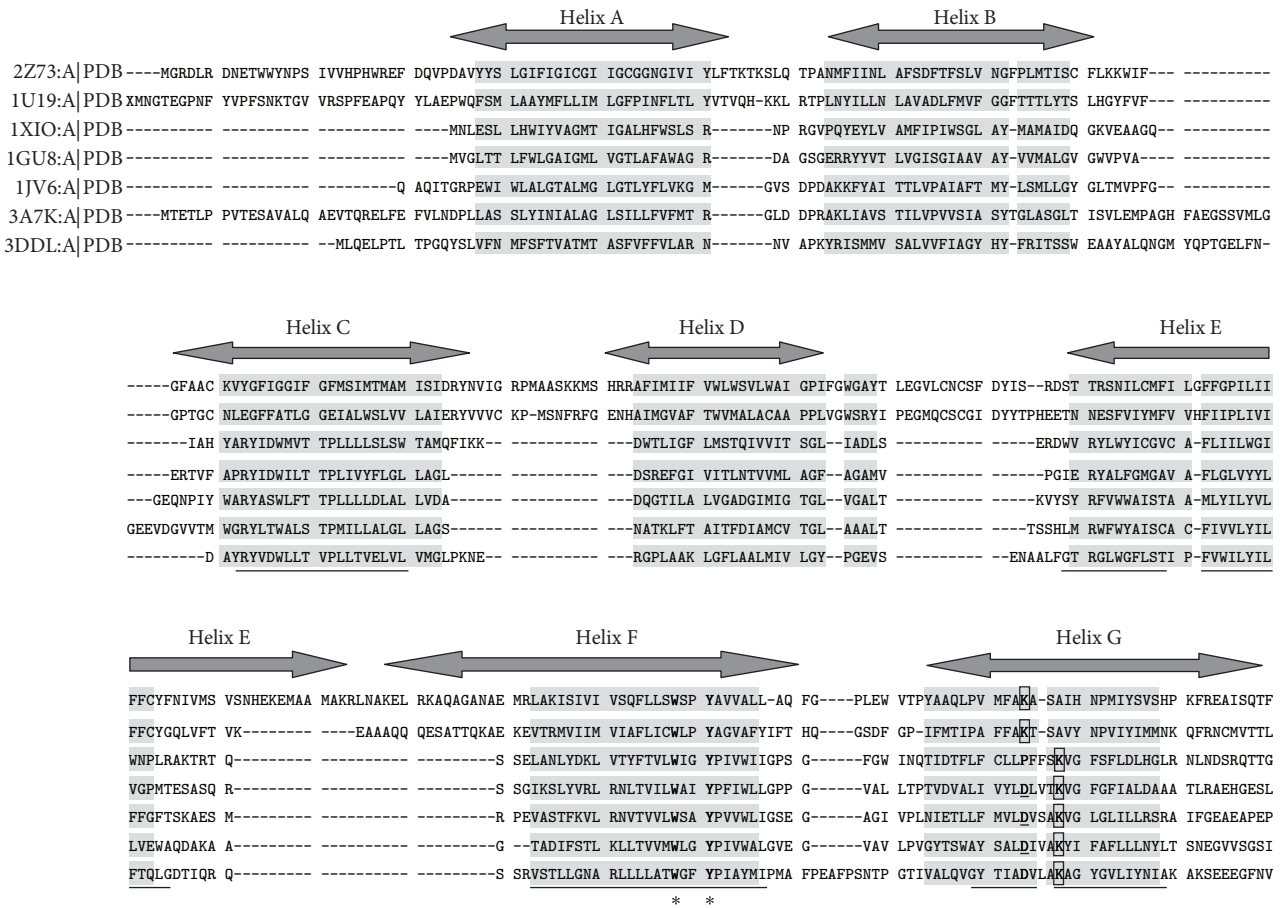 Helix A Helix B
2Z73:A|PDB ----MGRDLR DNETWWYNPS IVVHPHWREF DQVPDAVYYS LGIFIGICGI IGCGGNGIVI YLFTKTKSLQ TPANMFIINL AFSDFTFSLV NGFPLMTISC FLKKWIF--- ----------
1U19:A|PDB XMNGTEGPNF YVPFSNKTGV VRSPFEAPQY YLAEPWQFSM LAAYMFLLIM LGFPINFLTL YVTVQH-KKL RTPLNYILLN LAVADLFMVF GGFTTTLYTS LHGYFVF--- ----------
1XIO:A|PDB ---------- ---------- ---------- -------MNLESL LHWIYVAGMT IGALHFWSLS R-------NP RGVPQYEYLV AMFIPIWSGL AY-MAMAIDQ GKVEAAGQ-- ----------
1GU8:A|PDB ---------- ---------- ---------- -------MVGLTT LFWLGAIGML VGTLAFAWAG R-------DA GSGERRYYVT LVGISGIAAV AY-VVMALGV GWVPVA---- ----------
1JV6:A|PDB ---------- ---------- ---------Q AQITGRPEWI WLALGTALMG LGTLYFLVKG M------GVS DPDAKKFYAI TTLVPAIAFT MY-LSMLLGY GLTMVPFG-- ----------
3A7K:A|PDB ----MTETLP PVTESAVALQ AEVTQRELFE FVLNDPLLAS SLYINIALAG LSILLFVFMT R------GLD DPRAKLIAVS TILVPVVSIA SYTGLASGLT ISVLEMPAGH FAEGSSVMLG
3DDL:A|PDB ---------- ---------- ---MLQELPTL TPGQYSLVFN MFSFTVATMT ASFVFFVLAR N-------NV APKYRISMMV SALVVFIAGY HY-FRITSSW EAAYALQNGM YQPTGELFN-
Helix C Helix D Helix E
-----GFAAC KVYGFIGGIF GFMSIMTMAM ISIDRYNVIG RPMAASKKMS HRRAFIMIIF VWLWSVLWAI GPIFGWGAYT LEGVLCNCSF DYIS--RDST TRSNILCMFI LGFFGPILII
-----GPTGC NLEGFFATLG GEIALWSLVV LAIERYVVVC KP-MSNFRFG ENHAIMGVAF TWVMALACAA PPLVGWSRYI PEGMQCSCGI DYYTPHEETN NESFVIYMFV VHFIIPLIVI
-------IAH YARYIDWMVT TPLLLLSLSW TAMQFIKK-- ---------- ---DWTLIGF LMSTQIVVIT SGL--IADLS ---------- -----ERDWV RYLWYICGVC A-FLIILWGI
-----ERTVF APRYIDWILT TPLIVYFLGL LAGL------ ---------- ---DSREFGI VITLNTVVML AGF--AGAMV ---------- ------PGIE RYALFGMGAV A-FLGLVYYL
---GEQNPIY WARYASWLFT TPLLLLDLAL LVDA------ ---------- ---DQGTILA LVGADGIMIG TGL--VGALT ---------- -----KVYSY RFVWWAISTA A-MLYILYVL
GEEVDGVVTM WGRYLTWALS TPMILLALGL LAGS------ ---------- ---NATKLFT AITFDIAMCV TGL--AAALT ---------- ----TSSHLM RWFWYAISCA C-FIVVLYIL
---------D AYRYVDWLLT VPLLTVELVL VMGLPKNE-- ---------- ---RGPLAAK LGFLAALMIV LGY--PGEVS ---------- --ENAALFGT RGLWGFLSTI P-FVWILYIL
Helix E Helix F Helix G
FFCYFNIVMS VSNHEKEMAA MAKRLNAKEL RKAQAGANAE MRLAKISIVI VSQFLLSWSP YAVVALL-AQ FG----PLEW VTPYAAQLPV MFAKA-SAIH NPMIYSVSHP KFREAISQTF
FFCYGQLVFT VK-------- EAAAQQ QESATTQKAE KEVTRMVIIM VIAFLICWLP YAGVAFYIFT HQ----GSDF GP-IFMTIPA FFAKT-SAVY NPVIYIMMNK QFRNCMVTTL
WNPLRAKTRT Q--------- ---------- ---------S SELANLYDKL VTYFTVLWIG YPIVWIIGPS G------FGW INQTIDTFLF CLLPFFSKVG FSFLDLHGLR NLNDSRQTTG
VGPMTESASQ R--------- ---------- ---------S SGIKSLYVRL RNLTVILWAI YPFIWLLGPP G------VAL LTPTVDVALI VYLDLVTKVG FGFIALDAAA TLRAEHGESL
FFGFTSKAES M--------- ---------- ---------R PEVASTFKVL RNVTVVLWSA YPVVWLIGSE G------AGI VPLNIETLLF MVLDVSAKVG LGLILLRSRA IFGEAEAPEP
LVEWAQDAKA A--------- ---------- ---------G --TADIFSTL KLLTVVMWLG YPIVWALGVE G------VAV LPVGYTSWAY SALDIVAKYI FAFLLLNYLT SNEGVVSGSI
FTQLGDTIQR Q--------- ---------- ---------S SSRVSTLLGNA RLLLLATWGF YPIAYMIPMA FPEAFPSNTP GTIVALQVGY TIADVLAKAG YGVLIYNIAK AKSEEEGFNV
* *